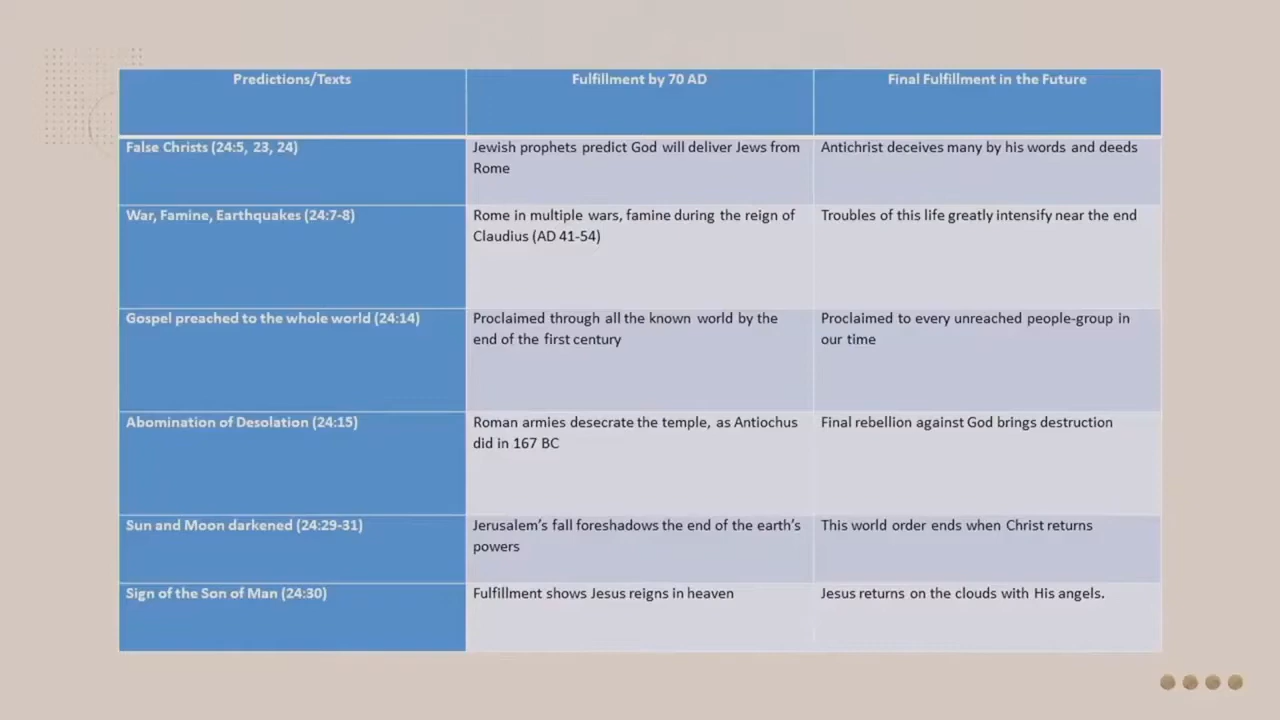 Predictions/Texts
Fulfillment by 70 AD
Final Fulfillment in the Future
False Christs (24:5, 23, 24)
Jewish prophets predict God will deliver Jews from
Rome
Antichrist deceives many by his words and deeds
War, Famine, Earthquakes (24:7-8)
Rome in multiple wars, famine during the reign of
Claudius (AD 41-54)
Troubles of this life greatly intensify near the end
Gospel preached to the whole world (24:14)
Proclaimed through all the known world by the
end of the first century
Proclaimed to every unreached people-group in
our time
Abomination of Desolation (24:15)
Roman armies desecrate the temple, as Antiochus
did in 167 BC
Final rebellion against God brings destruction
Sun and Moon darkened (24:29-31)
Jerusalem’s fall foreshadows the end of the earth’s
powers
This world order ends when Christ returns
Sign of the Son of Man (24:30)
Fulfillment shows Jesus reigns in heaven
Jesus returns on the clouds with His angels.